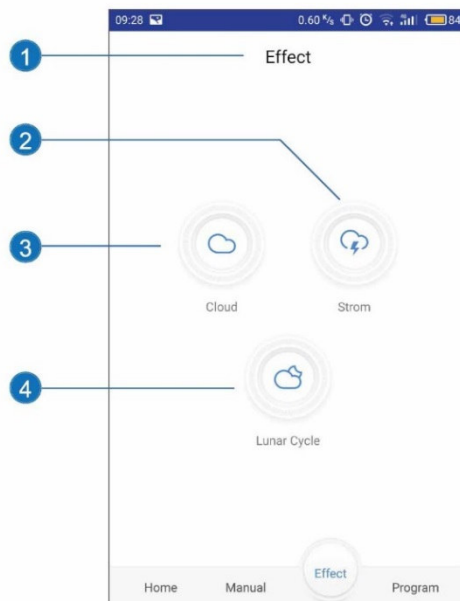 09:28 0.60 K/s 84
1 Effect
2
3
Cloud Strom
4
Lunar Cycle
Home Manual Effect Program